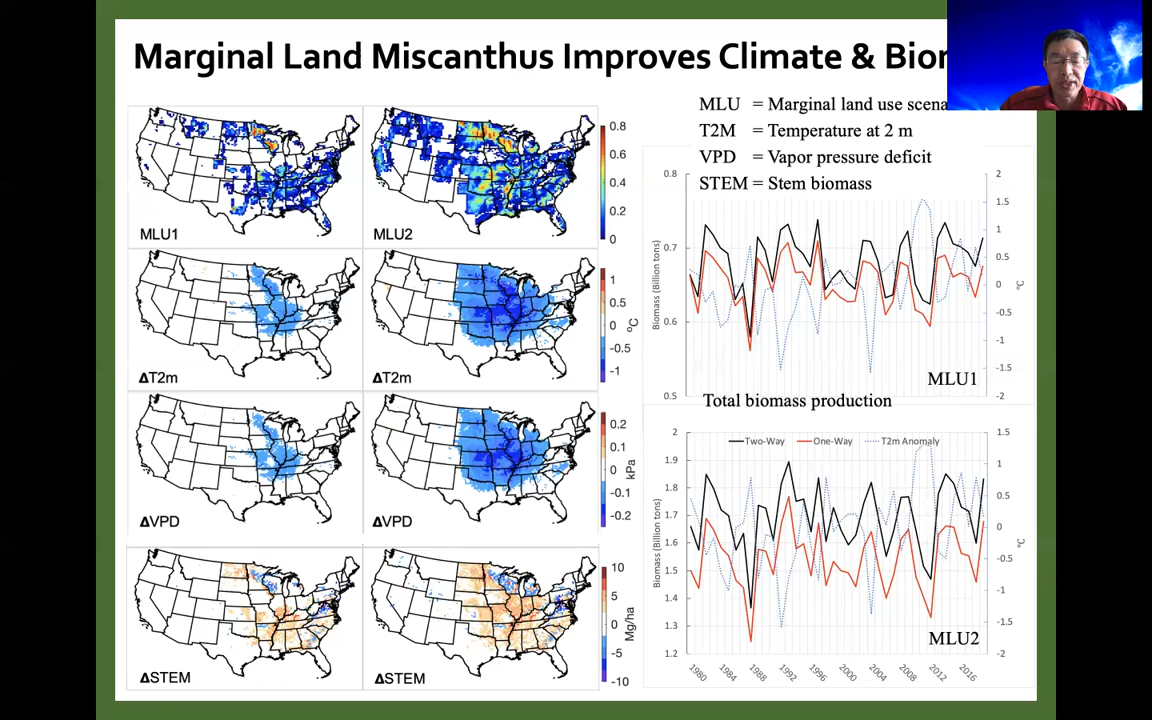 Marginal Land Miscanthus Improves Climate &
MLU = Marginal land use
T2M = Temperature at 2 m
VPD = Vapor pressure deficit
STEM = Stem biomass
MLU1
MLU2
0.8
0.6
0.4
0.2
0
ΔT2m
ΔT2m
1
0.5
0
-0.5
-1
°C
ΔVPD
ΔVPD
0.2
0.1
0
-0.1
-0.2
kPa
ΔSTEM
ΔSTEM
10
5
0
-5
-10
Mg/ha
0.8
0.7
0.6
0.5
Biomass (Billion tons)
2
1.5
1
0.5
0
-0.5
-1
-1.5
-2
°C
MLU1
Total biomass production
Two-Way One-Way T2m Anomaly
2
1.9
1.8
1.7
1.6
1.5
1.4
1.3
1.2
Biomass (Billion tons)
1.5
1
0.5
0
-0.5
-1
-1.5
-2
°C
MLU2
1980 1984 1988 1992 1996 2000 2004 2008 2012 2016